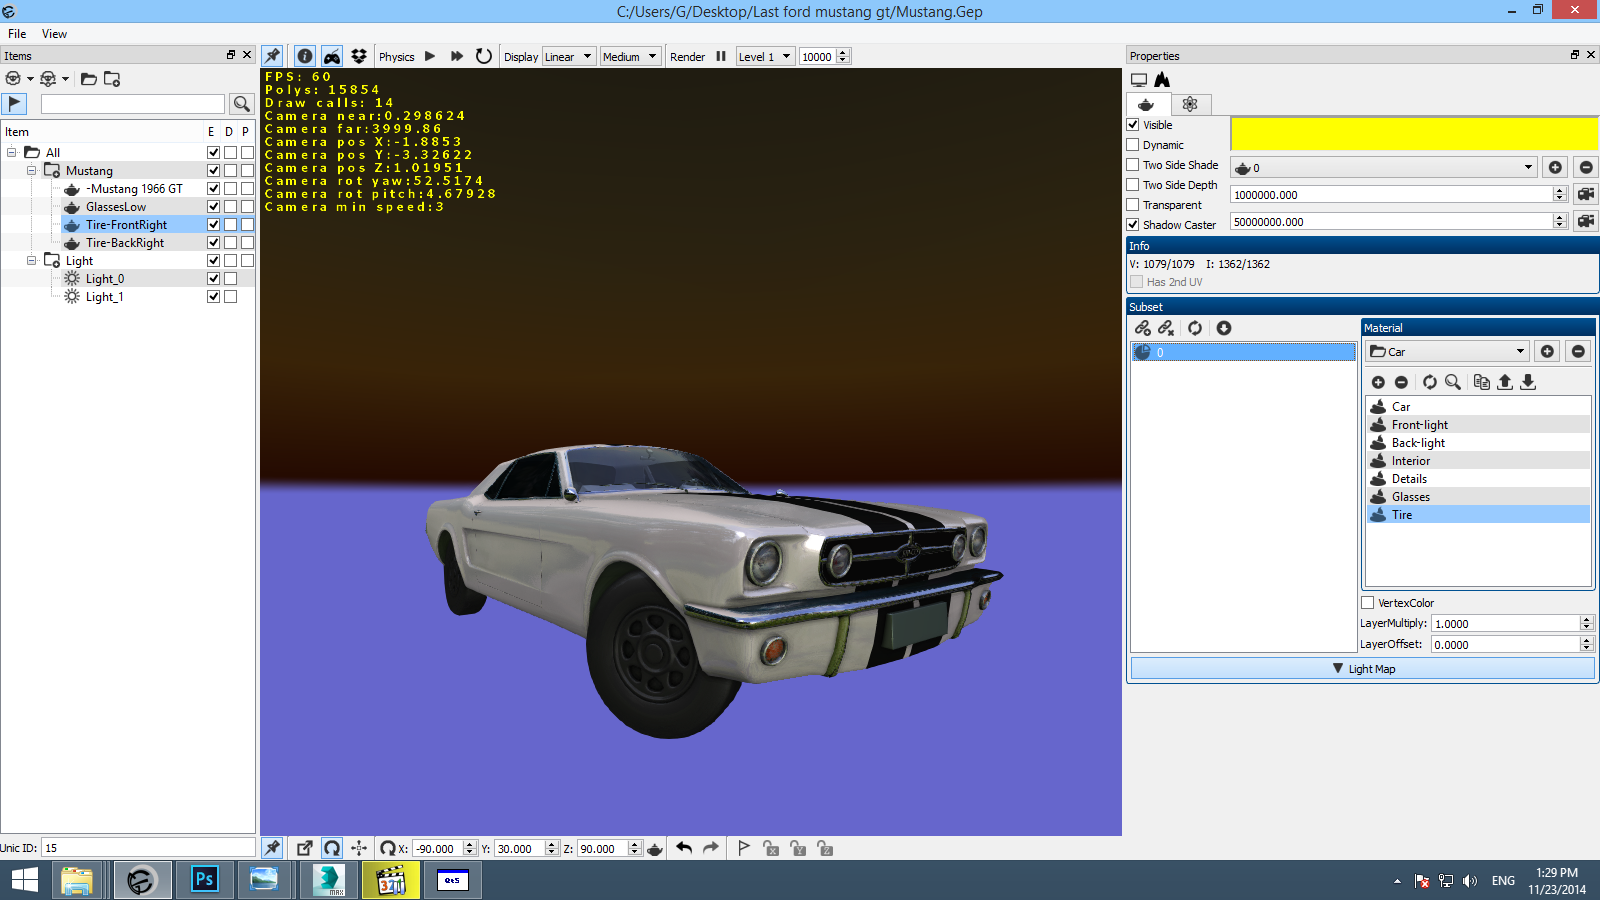 C:/Users/G/Desktop/Last ford mustang gt/Mustang.Gep
File View
Items
Physics Display Linear Medium Render Level 1 10000
Properties
Item E D P
All
Mustang
-Mustang 1966 GT
GlassesLow
Tire-FrontRight
Tire-BackRight
Light
Light_0
Light_1
FPS: 60
Polys: 15854
Draw calls: 14
Camera near:0.298624
Camera far:3999.86
Camera pos X:-1.8853
Camera pos Y:-3.32622
Camera pos Z:1.01951
Camera rot yaw:52.5174
Camera rot pitch:4.67928
Camera min speed:3
Visible
Dynamic
Two Side Shade 0
Two Side Depth 1000000.000
Transparent
Shadow Caster 50000000.000
Info
V: 1079/1079 I: 1362/1362
Has 2nd UV
Subset
0
Material
Car
Car
Front-light
Back-light
Interior
Details
Glasses
Tire
VertexColor
LayerMultiply: 1.0000
LayerOffset: 0.0000
Light Map
Unic ID: 15
X: -90.000 Y: 30.000 Z: 90.000
X Y Z
Ps MAX 321 QtS
ENG 1:29 PM
11/23/2014